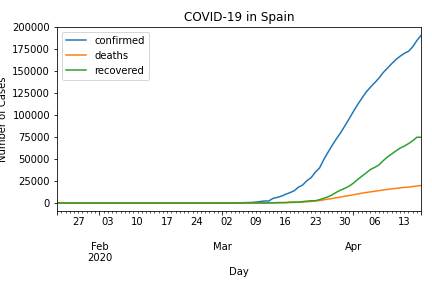 COVID-19 in Spain
200000
175000
150000
125000
100000
75000
50000
25000
0
Number of Cases
confirmed
deaths
recovered
27 03 10 17 24 02 09 16 23 30 06 13
Feb Mar Apr
2020
Day